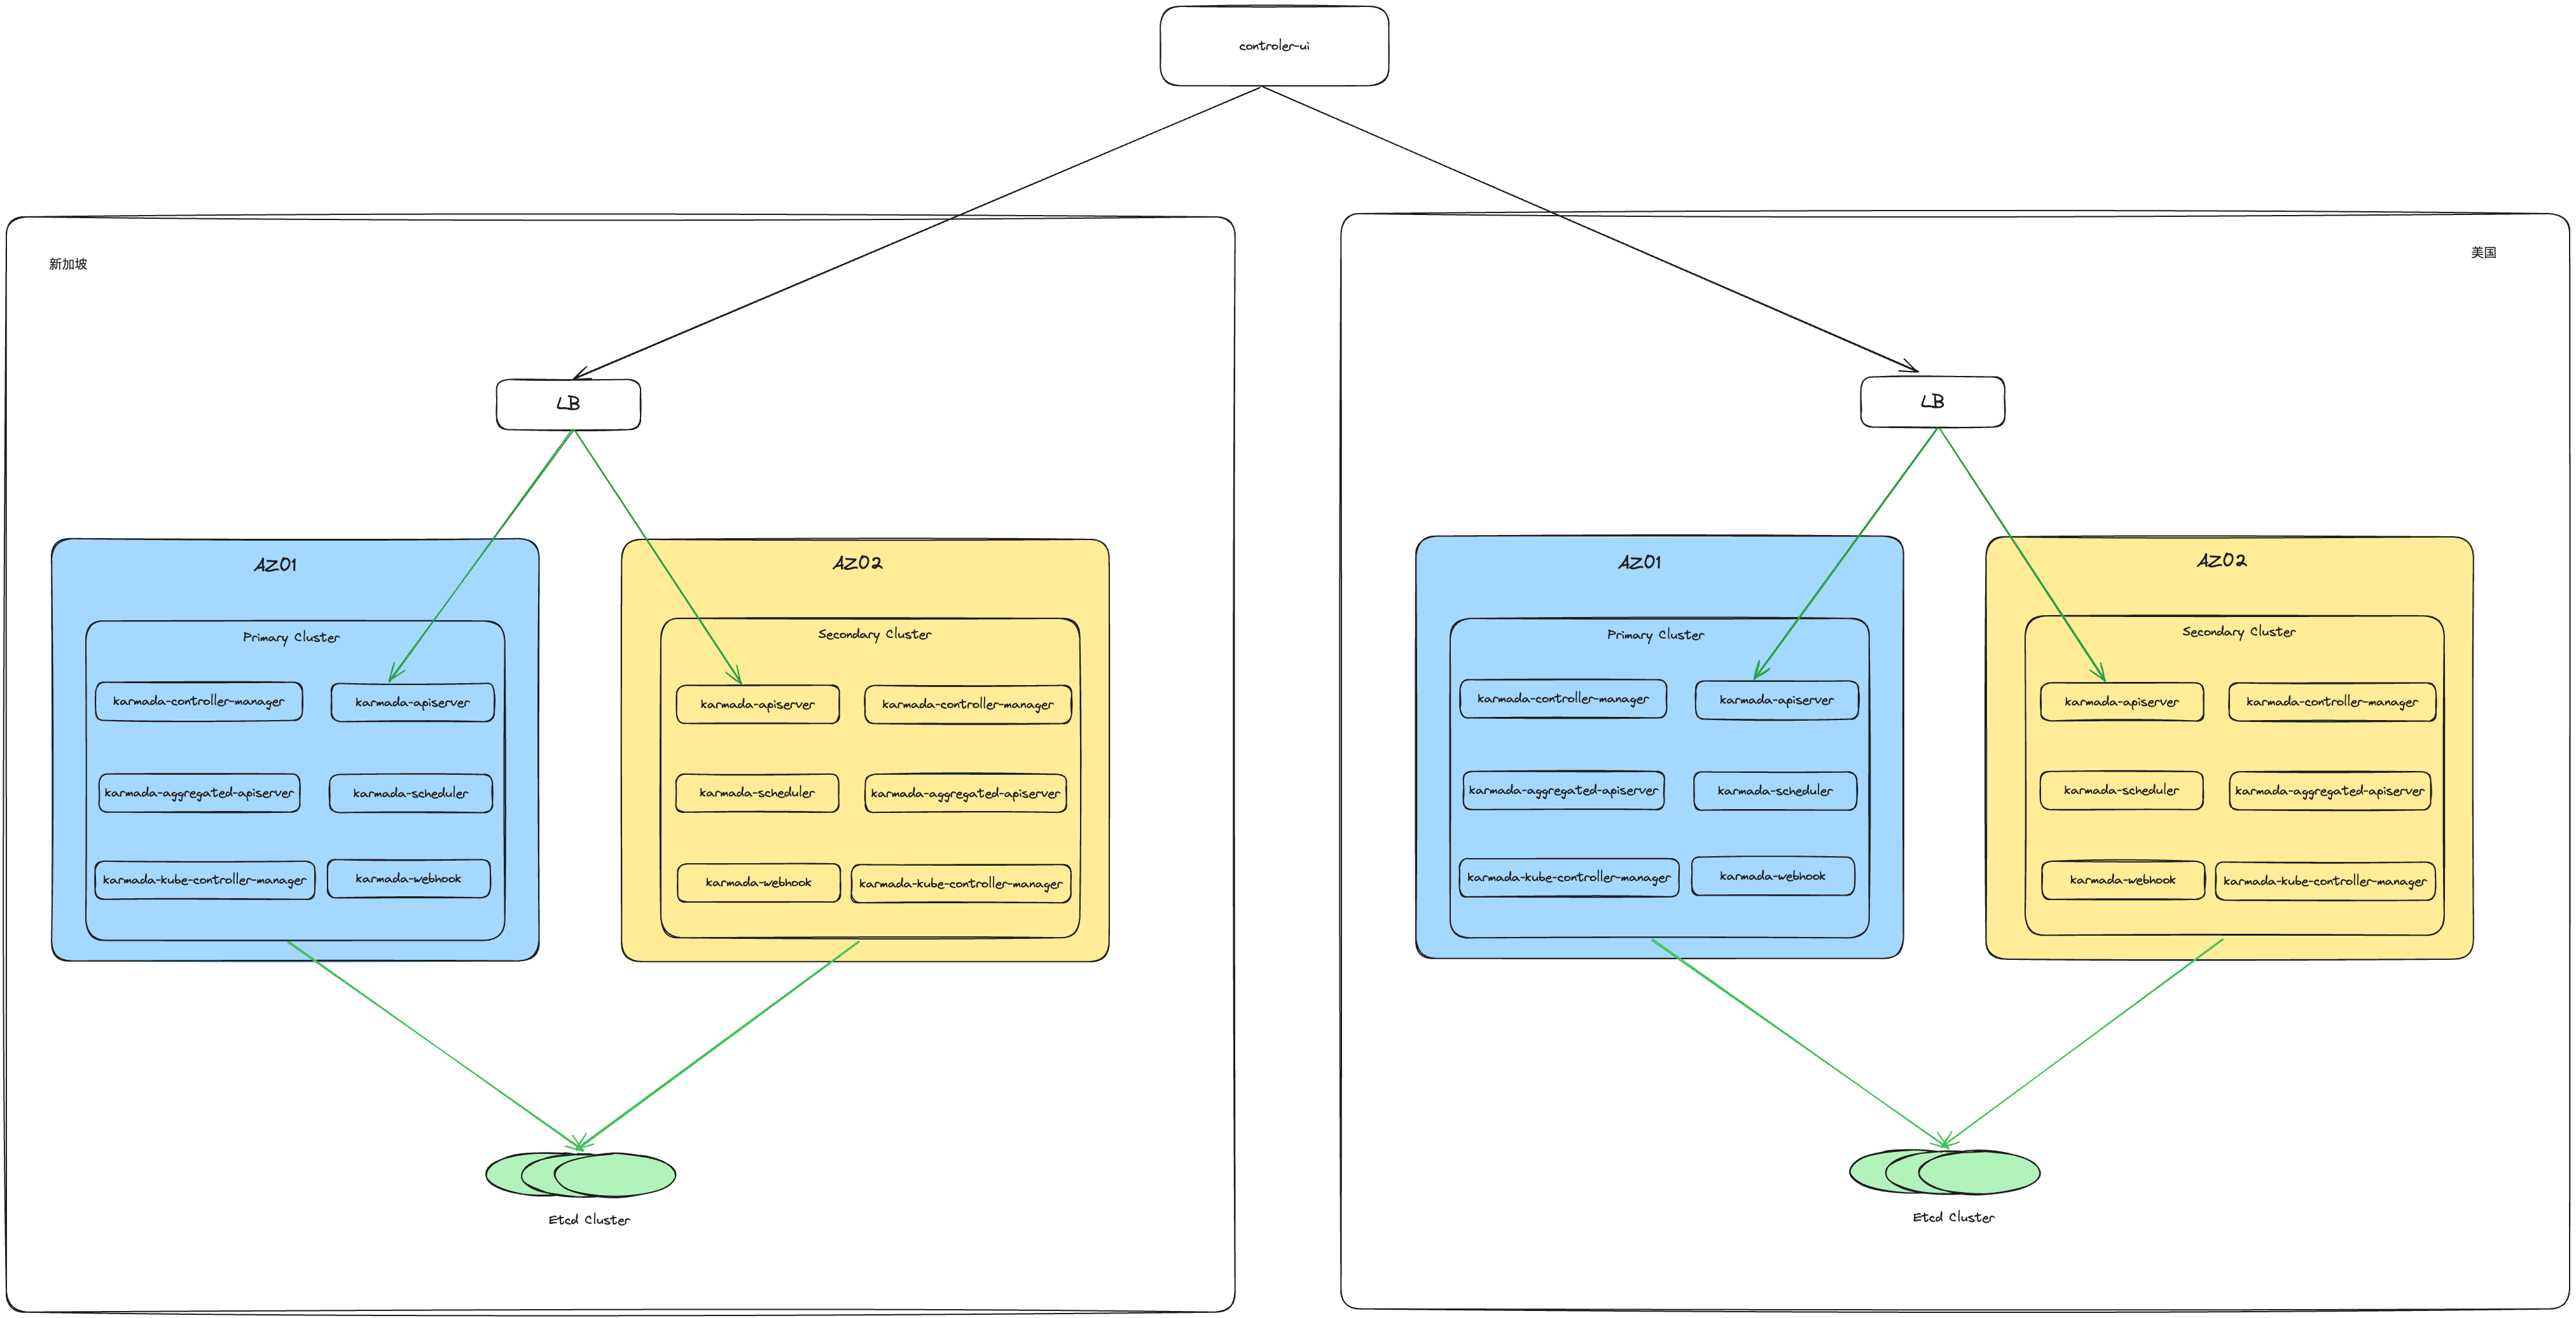 controler-ui
新加坡
LB
AZ01
Primary Cluster
karmada-controller-manager
karmada-apiserver
karmada-aggregated-apiserver
karmada-scheduler
karmada-kube-controller-manager
karmada-webhook
AZ02
Secondary Cluster
karmada-apiserver
karmada-controller-manager
karmada-scheduler
karmada-aggregated-apiserver
karmada-webhook
karmada-kube-controller-manager
Etcd Cluster
美国
LB
AZ01
Primary Cluster
karmada-controller-manager
karmada-apiserver
karmada-aggregated-apiserver
karmada-scheduler
karmada-kube-controller-manager
karmada-webhook
AZ02
Secondary Cluster
karmada-apiserver
karmada-controller-manager
karmada-scheduler
karmada-aggregated-apiserver
karmada-webhook
karmada-kube-controller-manager
Etcd Cluster